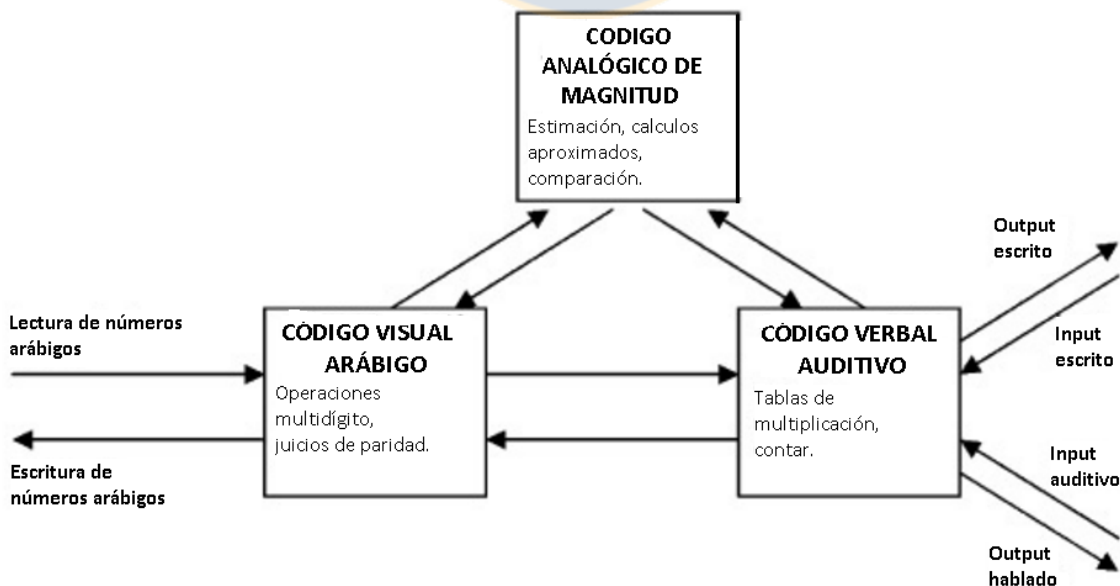 CODIGO
ANALÓGICO DE
MAGNITUD
Estimación, calculos
aproximados,
comparación.
Output
escrito
Lectura de números
arábigos
CÓDIGO VISUAL
ARÁBIGO
Operaciones
multidígito,
juicios de paridad.
CÓDIGO VERBAL
AUDITIVO
Tablas de
multiplicación,
contar.
Input
escrito
Escritura de
números arábigos
Input
auditivo
Output
hablado